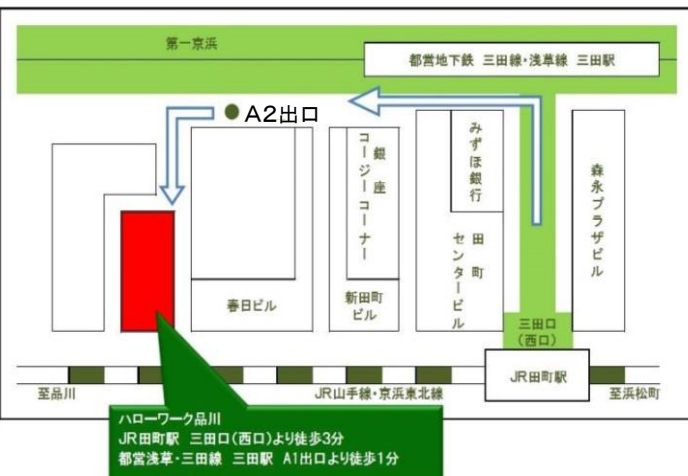 第一京浜
都営地下鉄 三田線・浅草線 三田駅
A2出口
銀座
コージーコーナー
みずほ銀行
田町
センタービル
森永プラザビル
春日ビル
新田町
ビル
三田口
(西口)
JR田町駅
至品川
JR山手線・京浜東北線
至浜松町
ハローワーク品川
JR田町駅 三田口(西口)より徒歩3分
都営浅草・三田線 三田駅 A1出口より徒歩1分